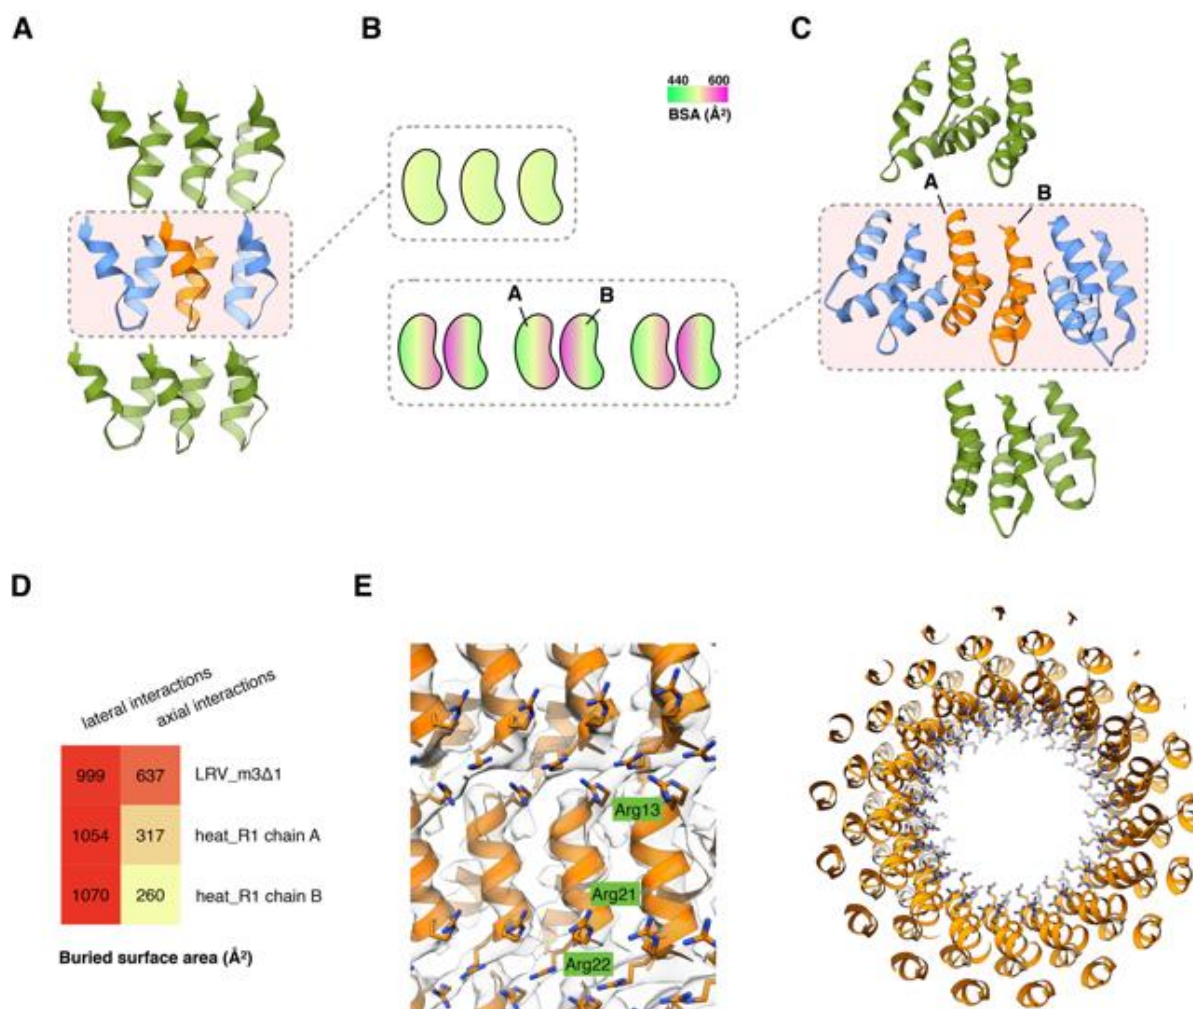 A
B
C
440 600
BSA (Å²)
A B
A B
D
E
lateral interactions
axial interactions
999 637 LRV_m3Δ1
1054 317 heat_R1 chain A
1070 260 heat_R1 chain B
Buried surface area (Å²)
Arg13
Arg21
Arg22